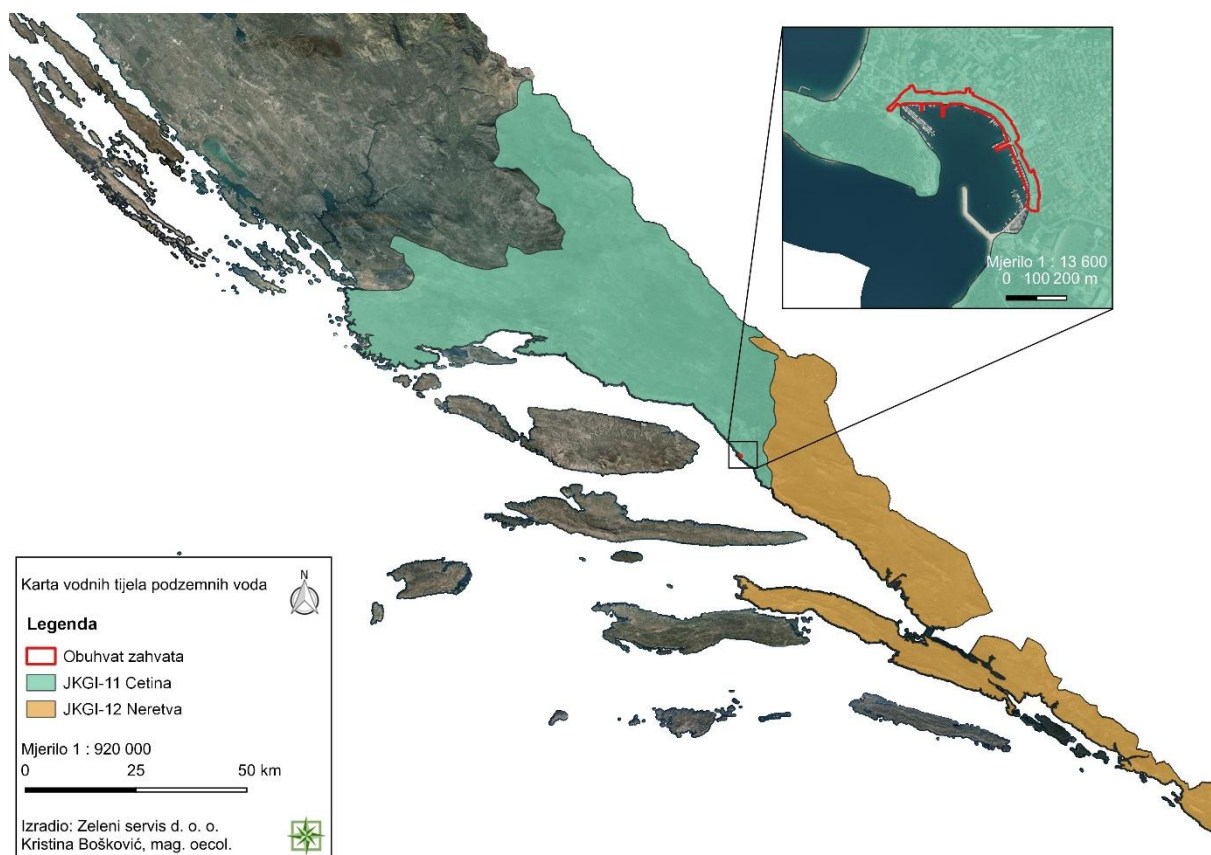 Mjerilo 1 : 13 600
0 100 200 m
Karta vodnih tijela podzemnih voda
N
Legenda
Obuhvat zahvata
JKGI-11 Cetina
JKGI-12 Neretva
Mjerilo 1 : 920 000
0 25 50 km
Izradio: Zeleni servis d. o. o.
Kristina Bošković, mag. oecol.